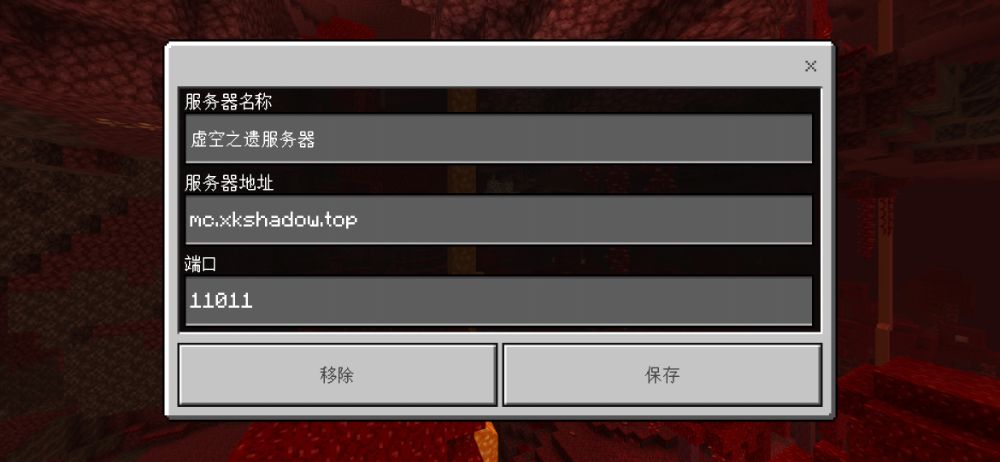 服务器名称
虚空之遗服务器
服务器地址
mc.xkshadow.top
端口
11011
移除
保存